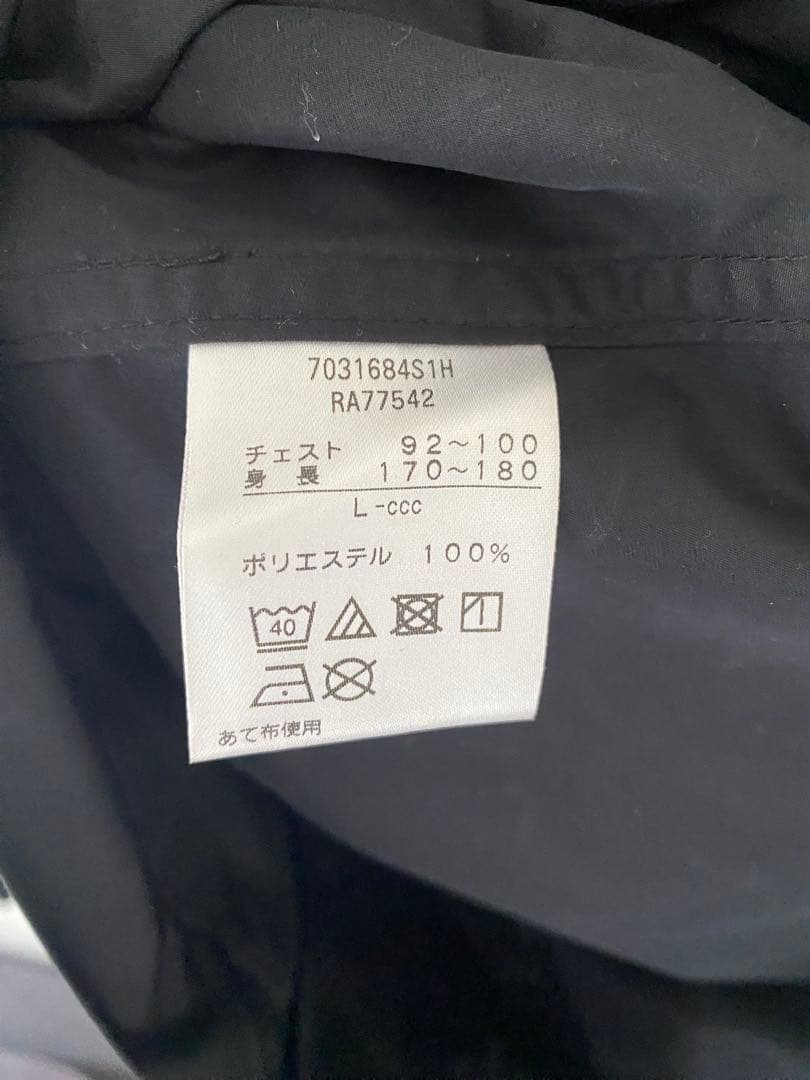 7031684S1H
RA77542
チェスト 92～100
身長 170～180
L-ccc
ポリエステル 100%
40
あて布使用